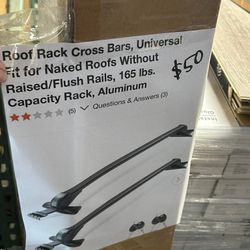 Roof Rack Cross Bars, Universal
Fit for Naked Roofs Without
Raised/Flush Rails, 165 lbs.
Capacity Rack, Aluminum
$50
(5) Questions & Answers (3)